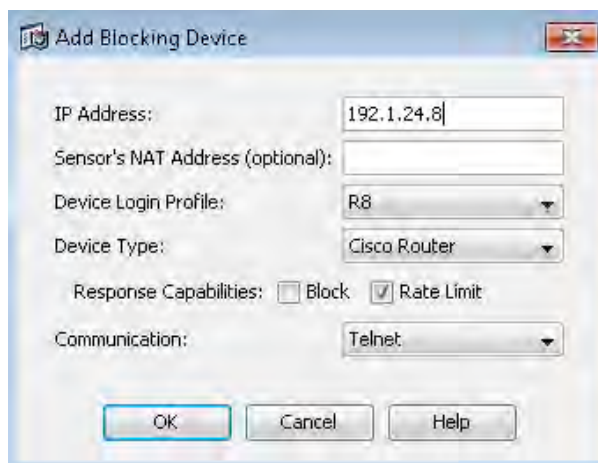 Add Blocking Device
IP Address: 192.1.24.8
Sensor's NAT Address (optional):
Device Login Profile: R8
Device Type: Cisco Router
Response Capabilities: Block Rate Limit
Communication: Telnet
OK Cancel Help